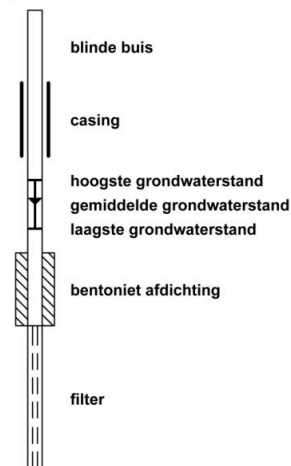 blinde buis
casing
hoogste grondwaterstand
gemiddelde grondwaterstand
laagste grondwaterstand
bentoniet afdichting
filter